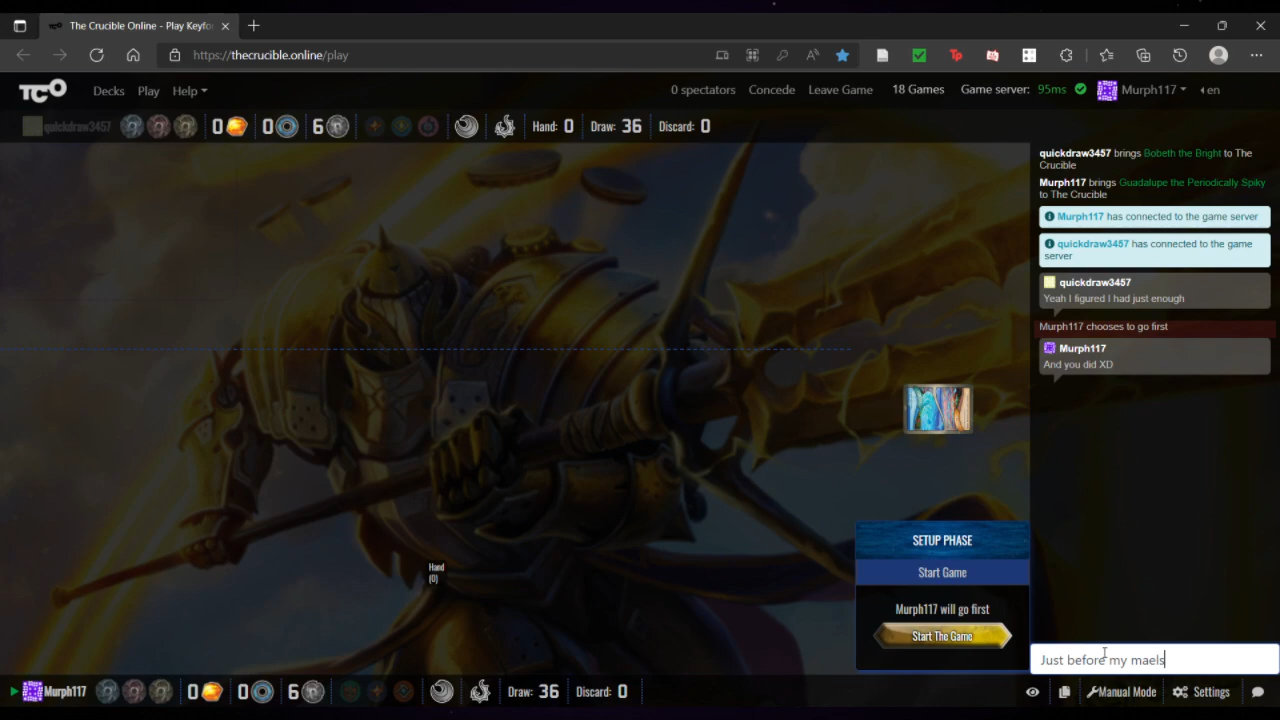 The Crucible Online - Play Keyfo
https://thecrucible.online/play
TCO
Decks Play Help
0 spectators Concede Leave Game 18 Games Game server: 95ms Murph117 en
quickdraw3457 0 0 6 Hand: 0 Draw: 36 Discard: 0
quickdraw3457 brings Bobeth the Bright to The
Crucible
Murph117 brings Guadalupe the Periodically Spiky
to The Crucible
Murph117 has connected to the game server
quickdraw3457 has connected to the game
server
quickdraw3457
Yeah I figured I had just enough
Murph117 chooses to go first
Murph117
And you did XD
SETUP PHASE
Start Game
Murph117 will go first
Start The Game
Hand
(0)
Just before my maels
Murph117 0 0 6 Draw: 36 Discard: 0
Manual Mode Settings